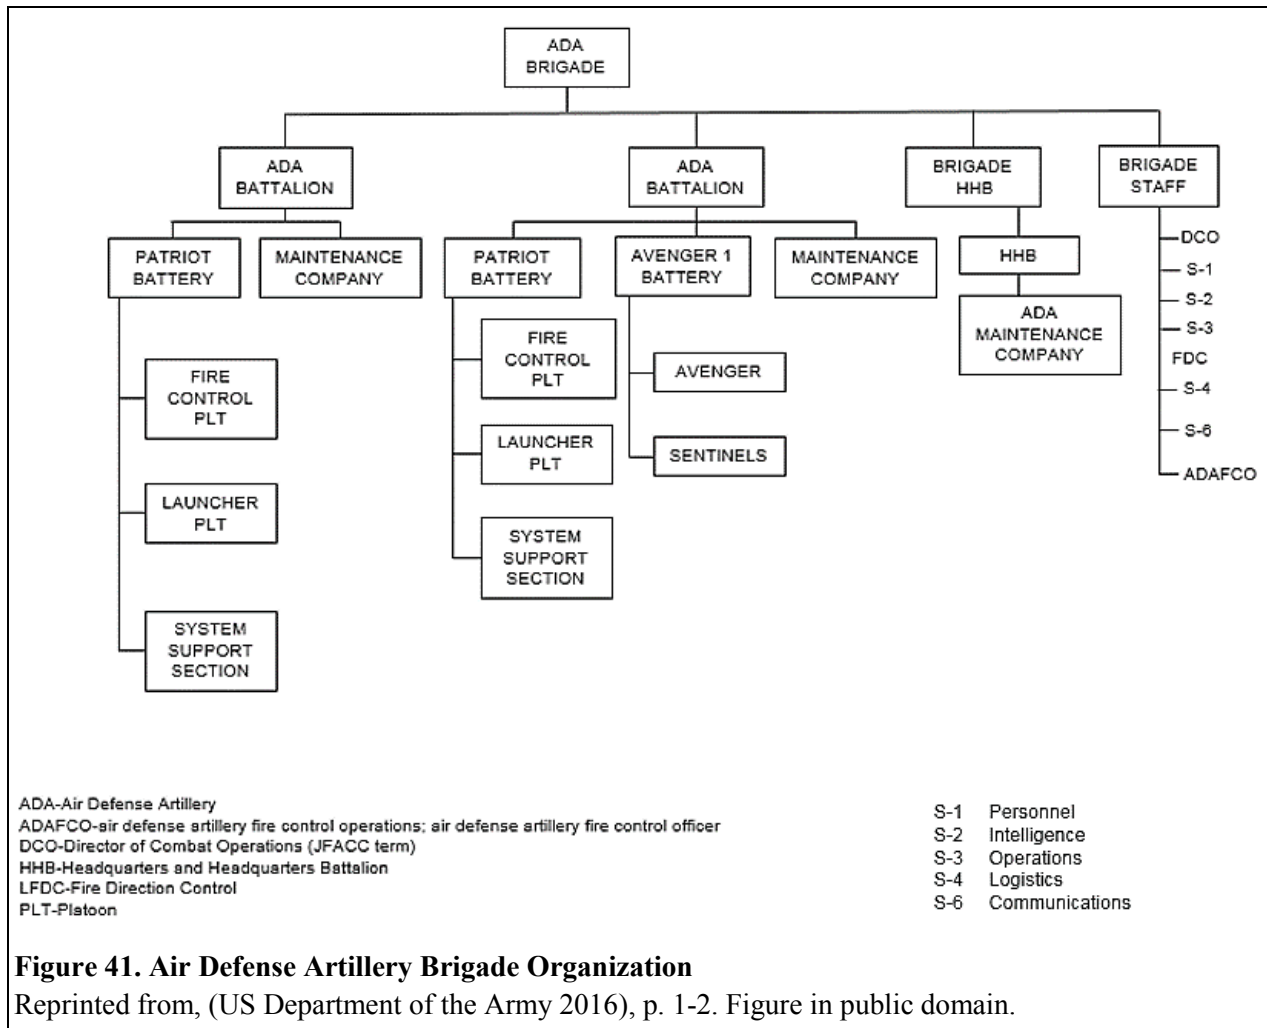 ADA
BRIGADE
ADA
BATTALION
ADA
BATTALION
BRIGADE
HHB
BRIGADE
STAFF
PATRIOT
BATTERY
MAINTENANCE
COMPANY
PATRIOT
BATTERY
AVENGER 1
BATTERY
MAINTENANCE
COMPANY
HHB
ADA
MAINTENANCE
COMPANY
DCO
S-1
S-2
S-3
FDC
S-4
S-6
ADAFCO
FIRE
CONTROL
PLT
LAUNCHER
PLT
SYSTEM
SUPPORT
SECTION
FIRE
CONTROL
PLT
LAUNCHER
PLT
SYSTEM
SUPPORT
SECTION
AVENGER
SENTINELS
ADA-Air Defense Artillery
ADAFCO-air defense artillery fire control operations; air defense artillery fire control officer
DCO-Director of Combat Operations (JFACC term)
HHB-Headquarters and Headquarters Battalion
LFDC-Fire Direction Control
PLT-Platoon
S-1 Personnel
S-2 Intelligence
S-3 Operations
S-4 Logistics
S-6 Communications
Figure 41. Air Defense Artillery Brigade Organization
Reprinted from, (US Department of the Army 2016), p. 1-2. Figure in public domain.